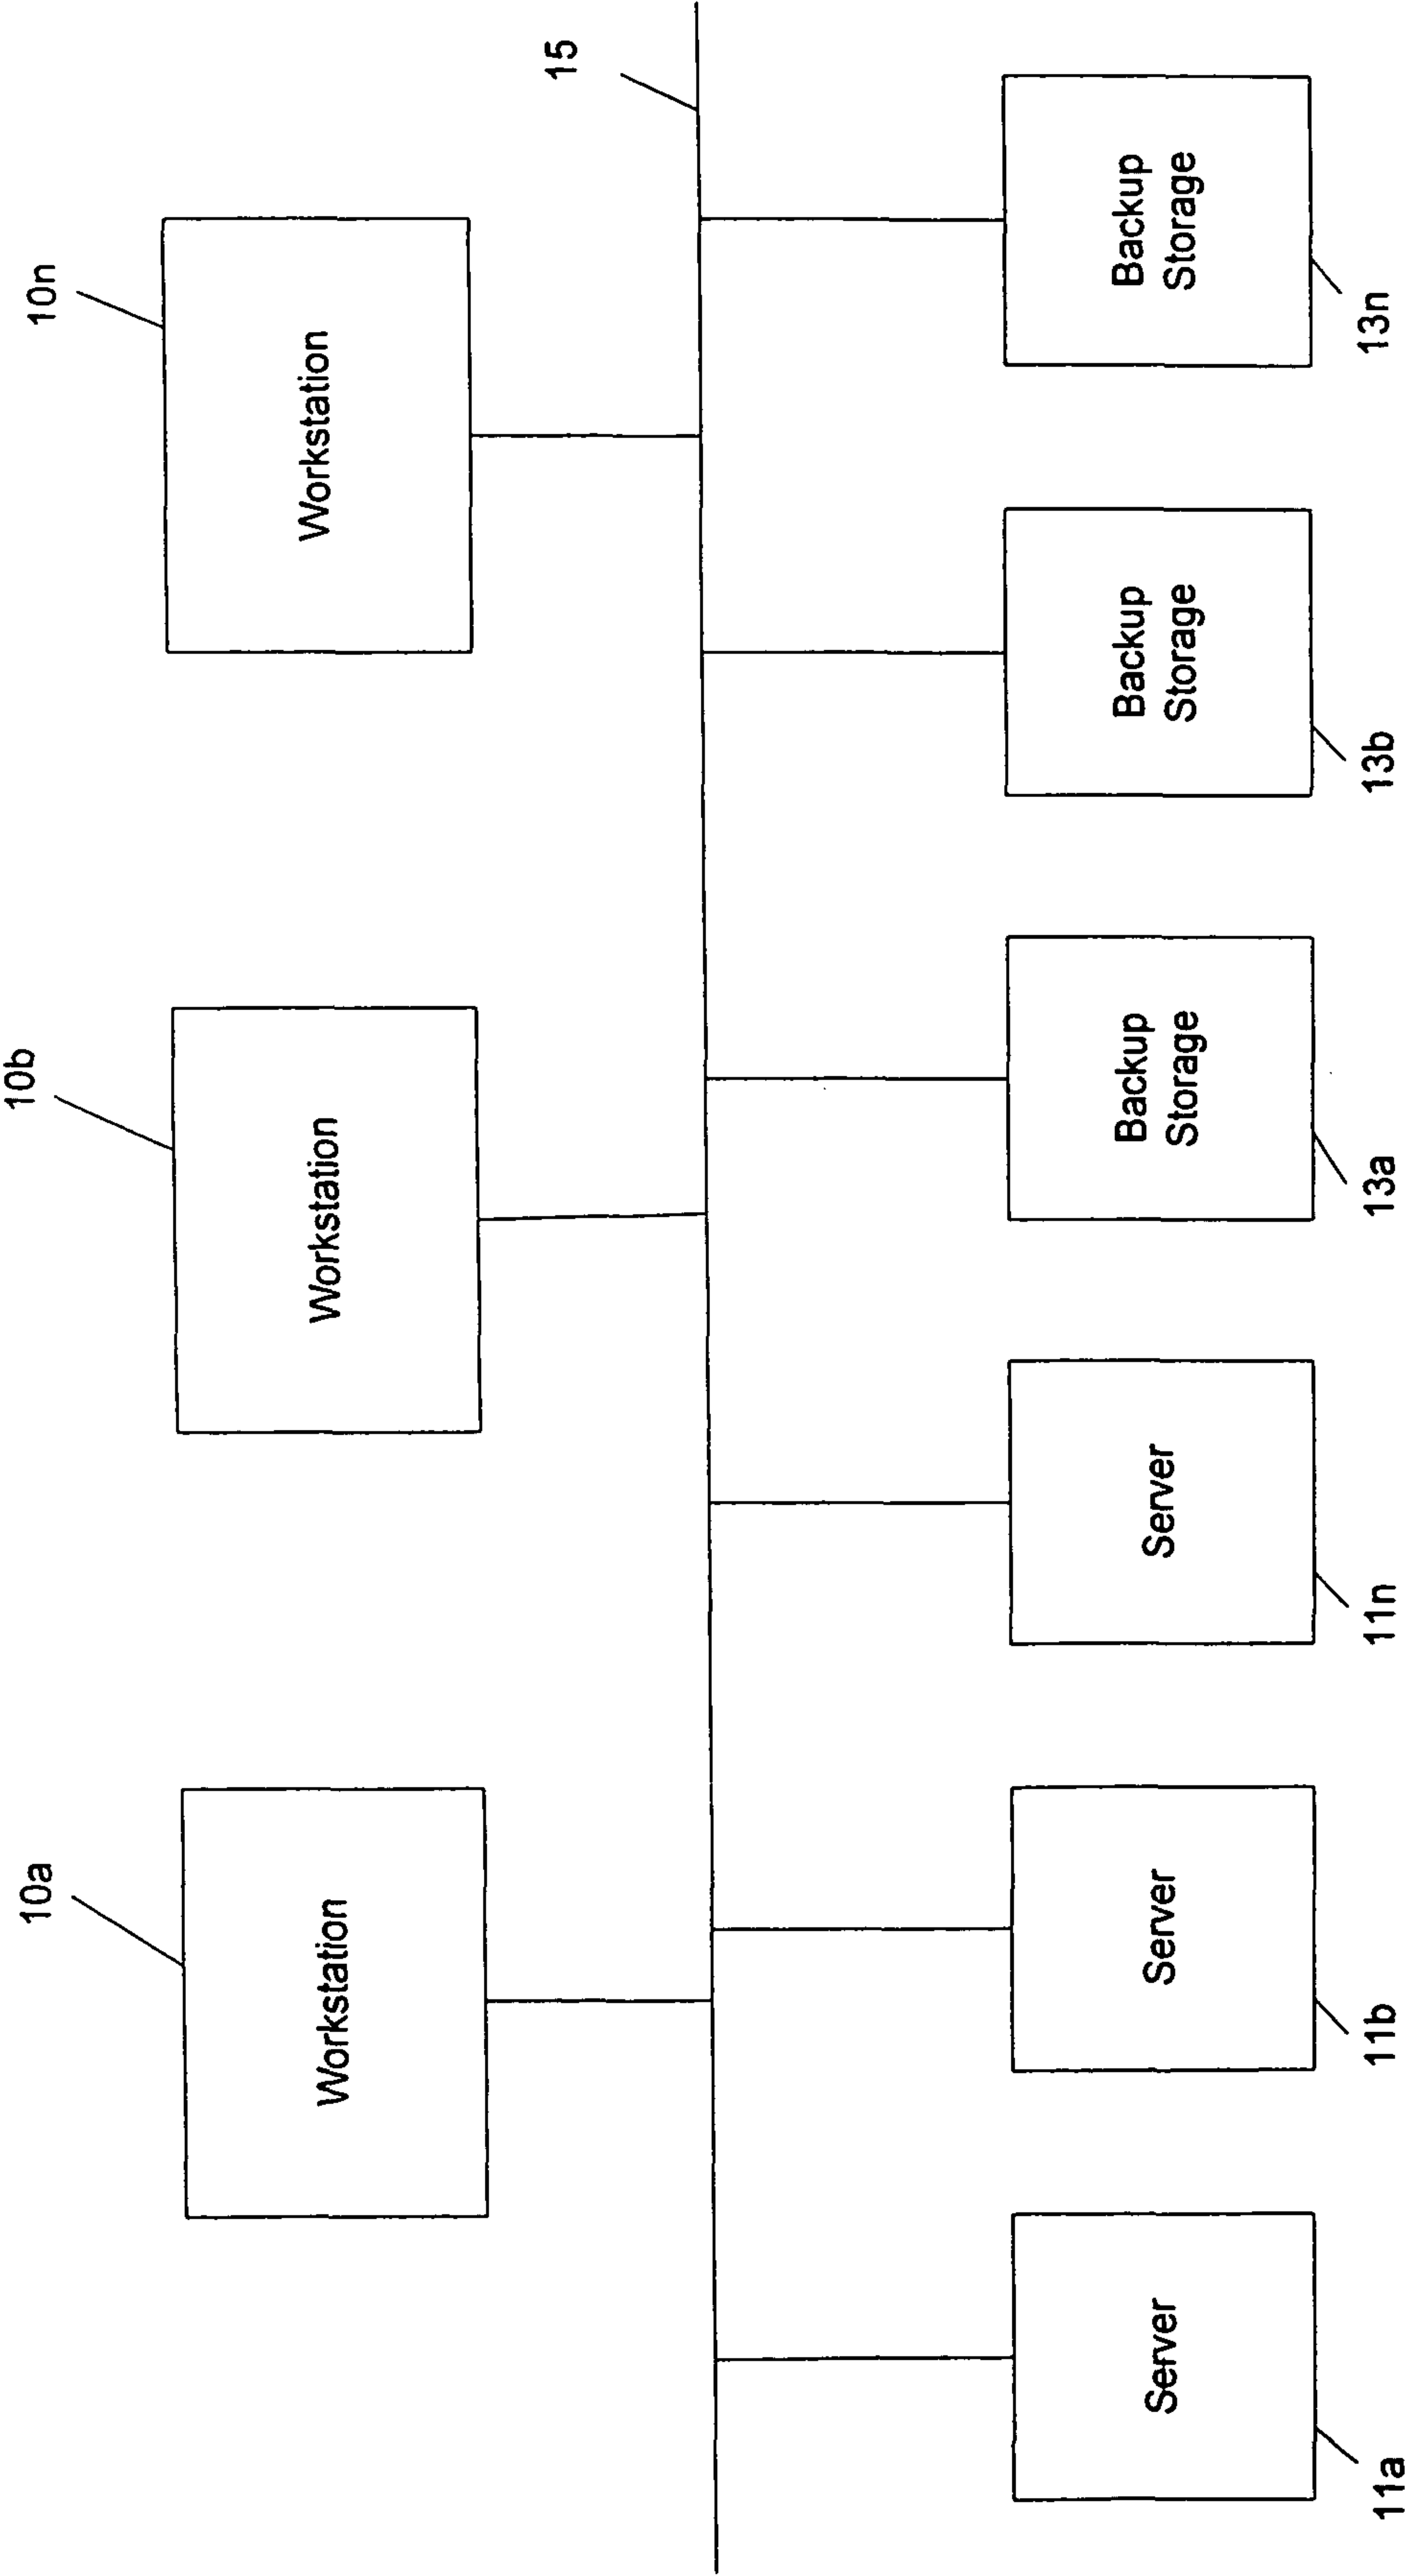 10a
10b
10n
Workstation
Workstation
Workstation
15
Server
Server
Server
Backup
Storage
Backup
Storage
Backup
Storage
11a
11b
11n
13a
13b
13n